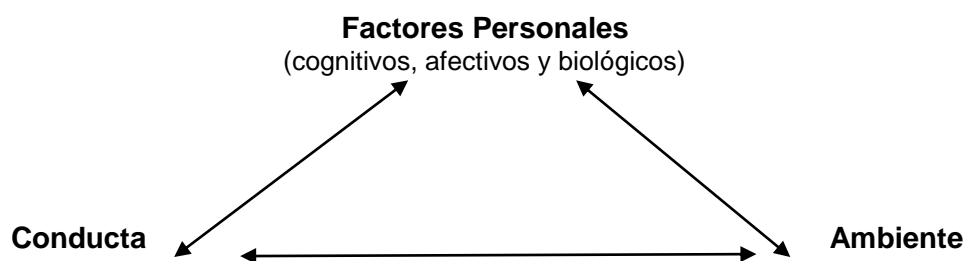 Factores Personales
(cognitivos, afectivos y biológicos)
Conducta
Ambiente